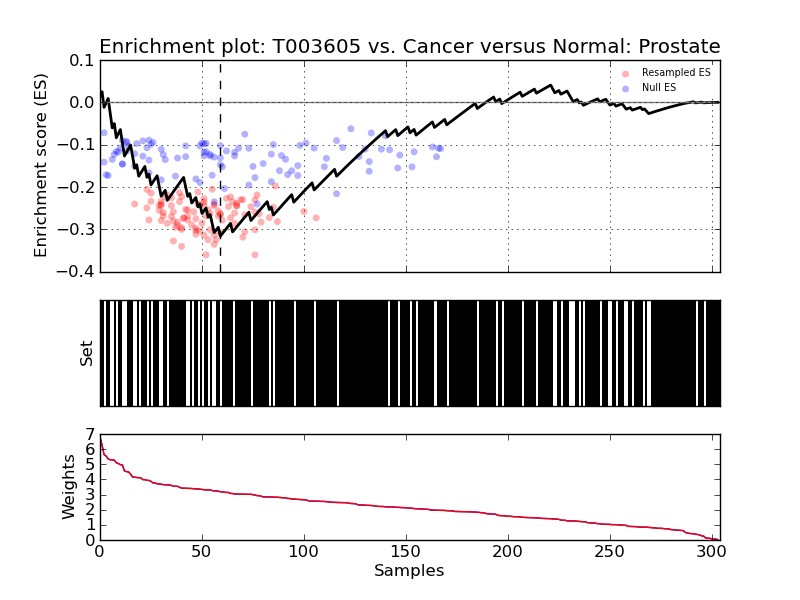 Enrichment plot: T003605 vs. Cancer versus Normal: Prostate
Enrichment score (ES)
0.1
0.0
−0.1
−0.2
−0.3
−0.4
Resampled ES
Null ES
Set
Weights
7
6
5
4
3
2
1
0
0 50 100 150 200 250 300
Samples